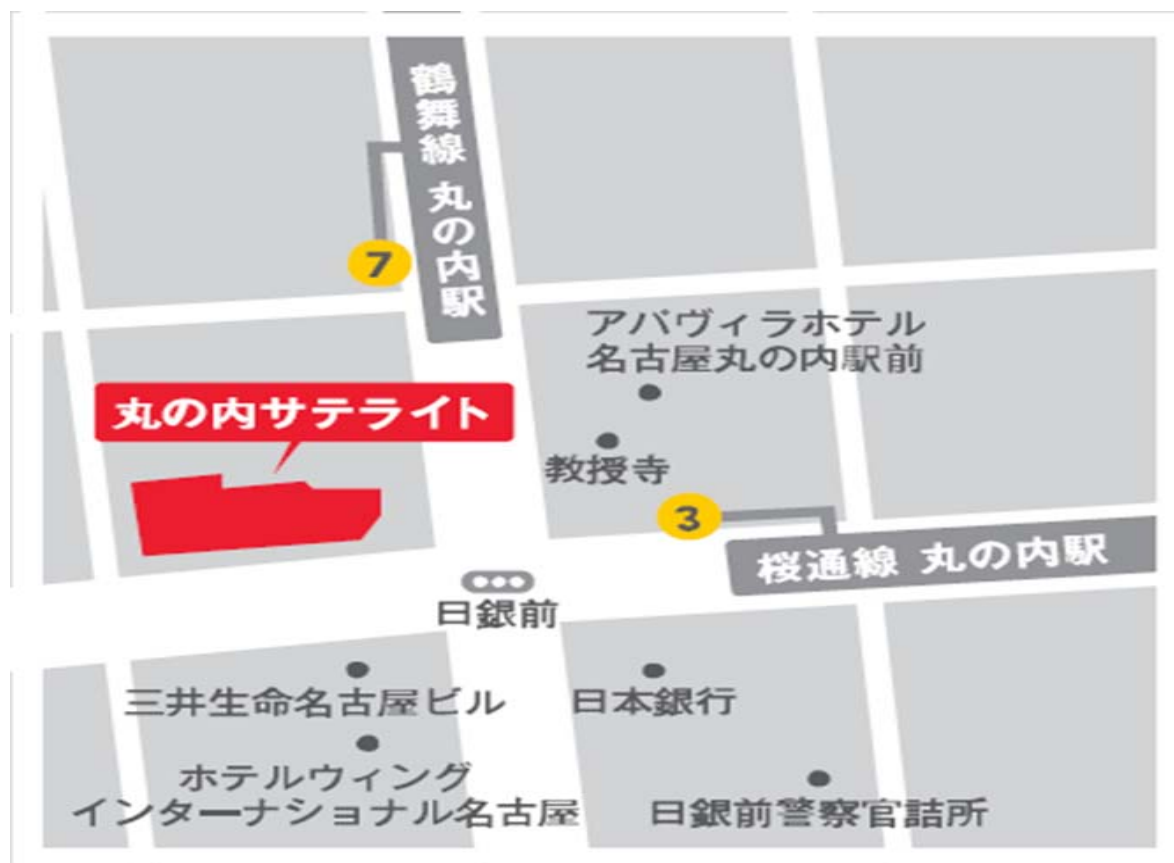 鶴舞線 丸の内駅
7
アパヴィラホテル
名古屋丸の内駅前
丸の内サテライト
教授寺
3
桜通線 丸の内駅
日銀前
三井生命名古屋ビル
日本銀行
ホテルウィング
インターナショナル名古屋
日銀前警察官詰所